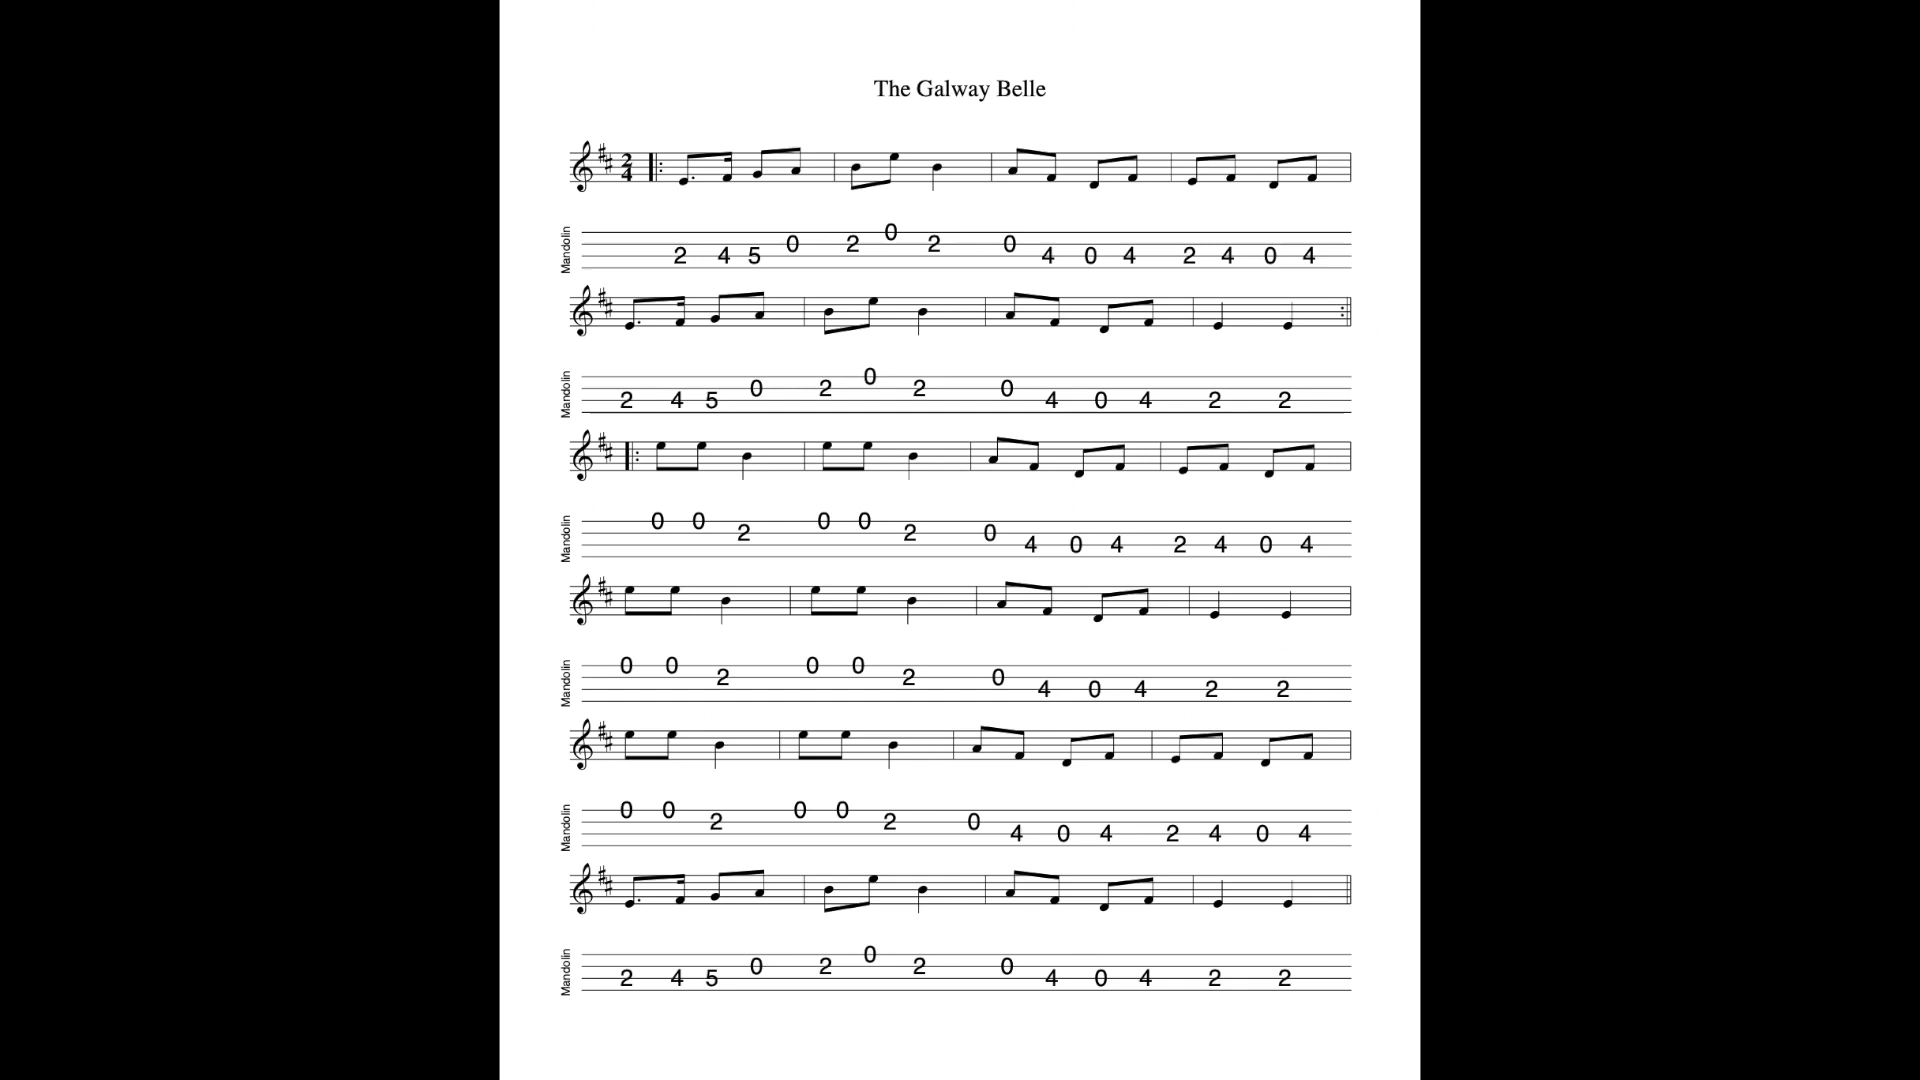 The Galway Belle
2
4
Mandolin
2 4 5 0 2 0 2 0 4 0 4 2 4 0 4
Mandolin
2 4 5 0 2 0 2 0 4 0 4 2 2
Mandolin
0 0 2 0 0 2 0 4 0 4 2 4 0 4
Mandolin
0 0 2 0 0 2 0 4 0 4 2 2
Mandolin
0 0 2 0 0 2 0 4 0 4 2 4 0 4
Mandolin
2 4 5 0 2 0 2 0 4 0 4 2 2